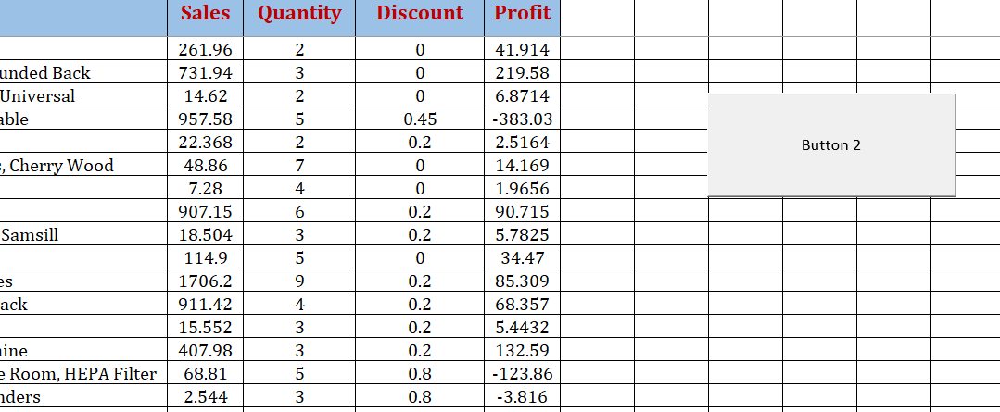 Sales Quantity Discount Profit
261.96 2 0 41.914
unded Back 731.94 3 0 219.58
Universal 14.62 2 0 6.8714
able 957.58 5 0.45 -383.03
22.368 2 0.2 2.5164
, Cherry Wood 48.86 7 0 14.169
7.28 4 0 1.9656
907.15 6 0.2 90.715
Samsill 18.504 3 0.2 5.7825
114.9 5 0 34.47
es 1706.2 9 0.2 85.309
ack 911.42 4 0.2 68.357
15.552 3 0.2 5.4432
ine 407.98 3 0.2 132.59
e Room, HEPA Filter 68.81 5 0.8 -123.86
nders 2.544 3 0.8 -3.816
Button 2